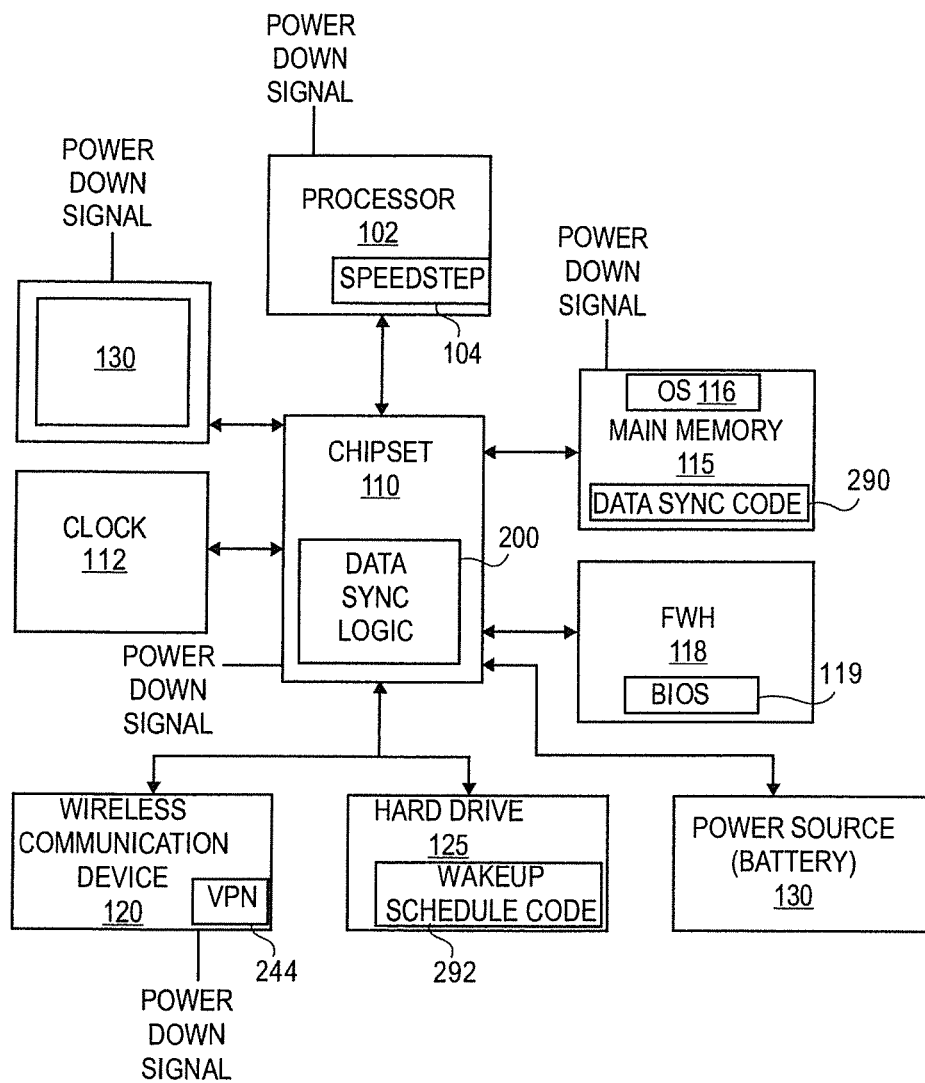 POWER
DOWN
SIGNAL
PROCESSOR
102
SPEEDSTEP
104
POWER
DOWN
SIGNAL
130
POWER
DOWN
SIGNAL
OS 116
MAIN MEMORY
115
DATA SYNC CODE
290
CHIPSET
110
DATA
SYNC
LOGIC
200
CLOCK
112
FWH
118
BIOS
119
POWER
DOWN
SIGNAL
WIRELESS
COMMUNICATION
DEVICE
120
VPN
244
POWER
DOWN
SIGNAL
HARD DRIVE
125
WAKEUP
SCHEDULE CODE
292
POWER SOURCE
(BATTERY)
130